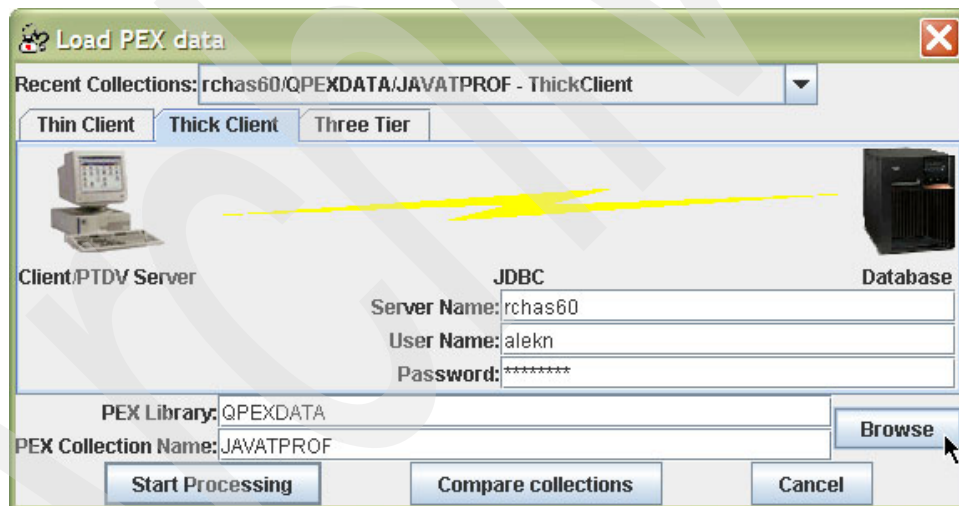 Load PEX data
Recent Collections: rchas60/QPEXDATA/JAVATPROF - ThickClient
Thin Client Thick Client Three Tier
Client/PTDV Server JDBC Database
Server Name: rchas60
User Name: alekn
Password: ********
PEX Library: QPEXDATA
PEX Collection Name: JAVATPROF
Browse
Start Processing Compare collections Cancel